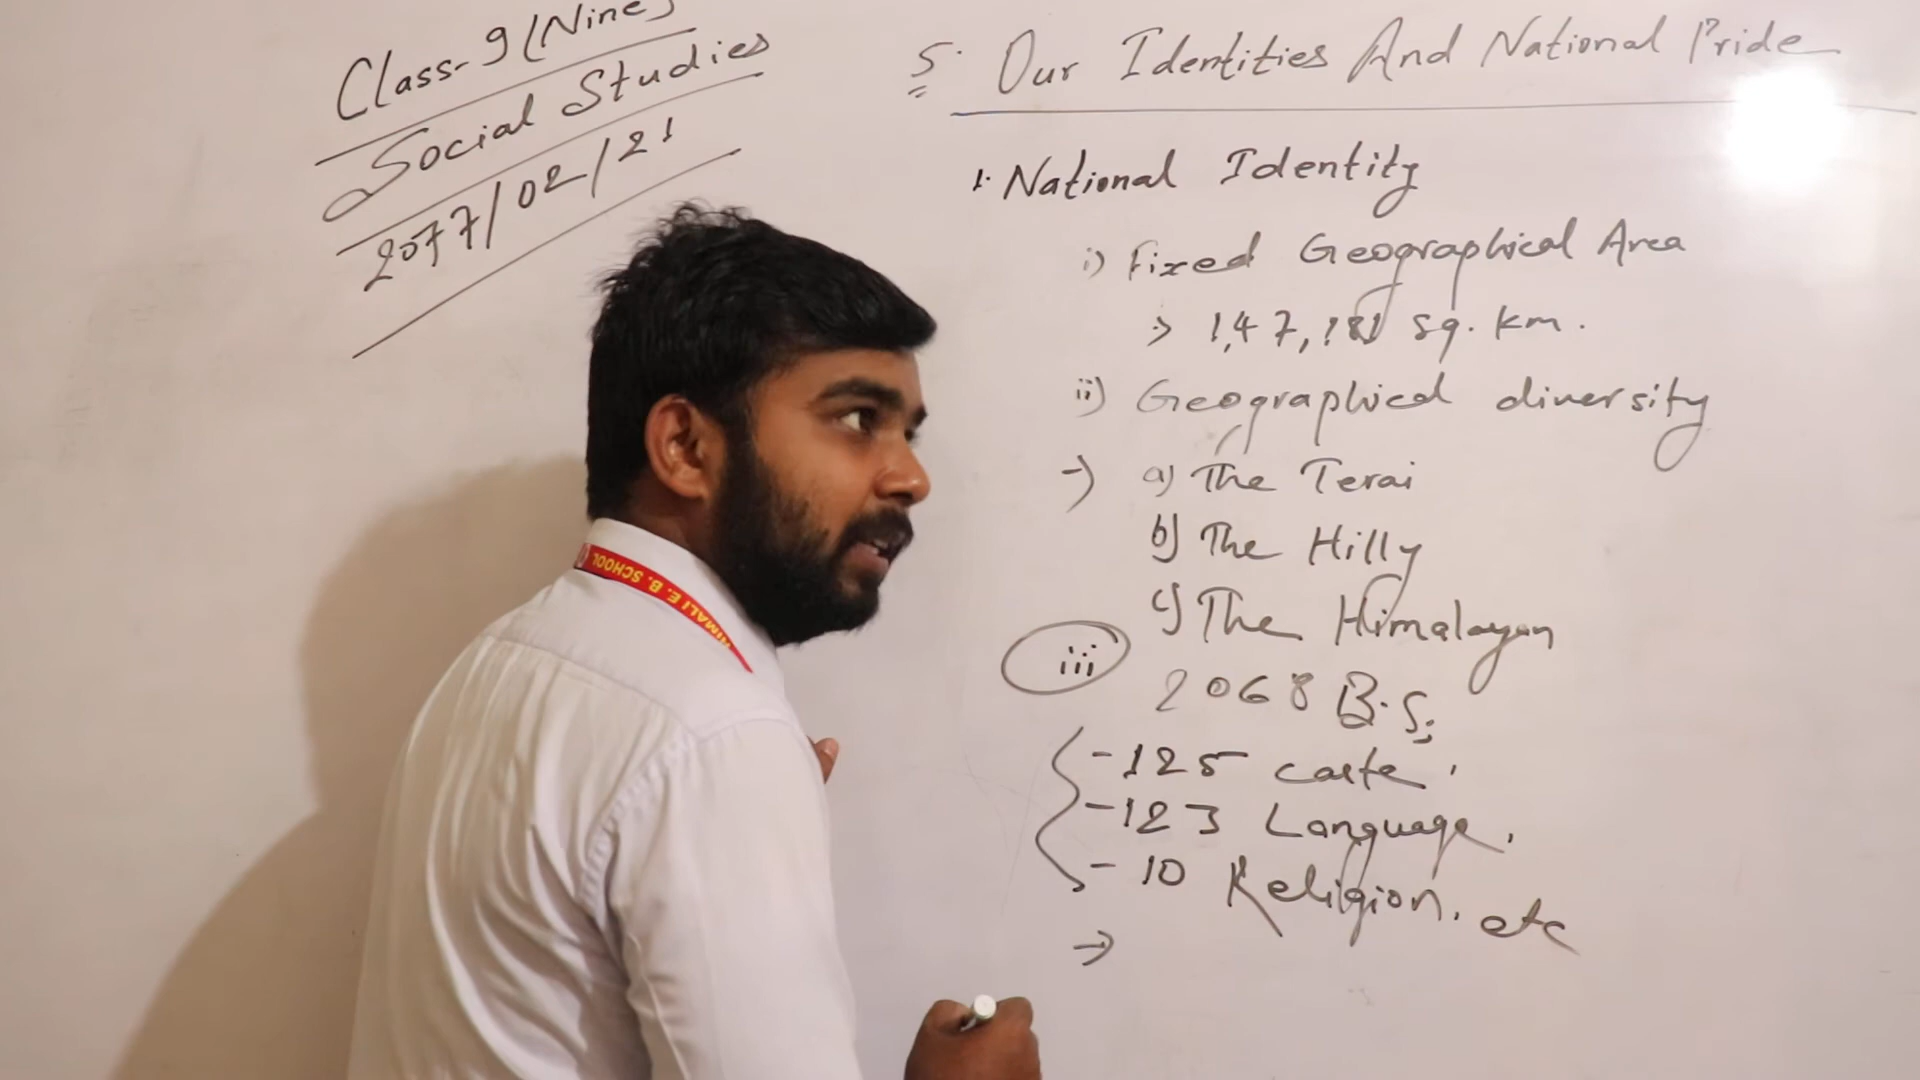 Class-9 (Nine)
Social Studies
2077/02/21
5. Our Identities And National Pride
1. National Identity
i) Fixed Geographical Area
→ 1,47,181 sq. km.
ii) Geographical diversity
→ a) The Terai
b) The Hilly
c) The Himalayan
iii
2068 B.S.
- 125 caste,
- 123 Language,
- 10 Religion. etc
→
HIMALI E. B. SCHOOL